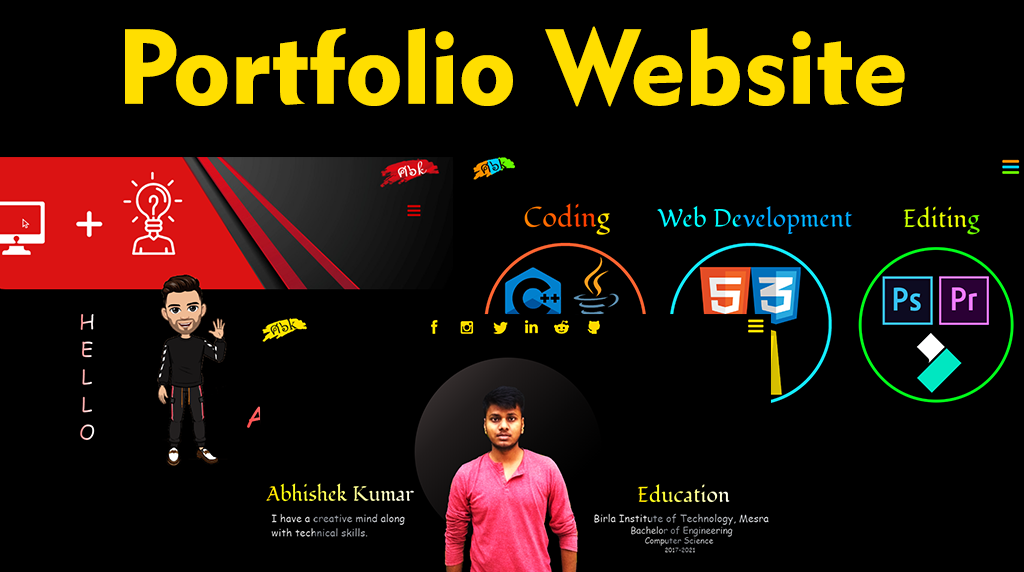 Portfolio Website
Abk
Abk
Coding
Web Development
Editing
?
C++
Java
5
3
Ps
Pr
H
E
L
L
O
Abk
A
Abhishek Kumar
I have a creative mind along
with technical skills.
Education
Birla Institute of Technology, Mesra
Bachelor of Engineering
Computer Science
2017-2021